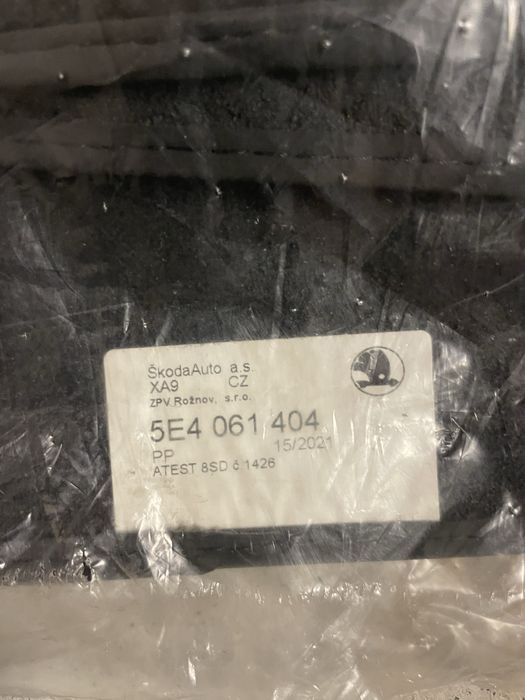 ŠkodaAuto a.s.
XA9 CZ
ZPV Rožnov, s.r.o.
5E4 061 404
PP 15/2021
ATEST 8SD č.1426